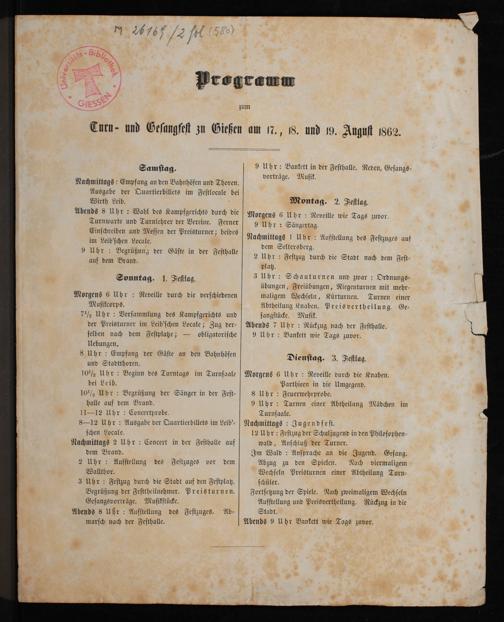 M 26169/2 fol (586)
Universitäts-Bibliothek
GIESSEN
Programm
zum
Turn- und Gesangfest zu Gießen am 17., 18. und 19. August 1862.
Samstag.
Nachmittags: Empfang an den Bahnhöfen und Thoren.
Ausgabe der Quartierbillets im Festlocale bei
Wirth Leib.
Abends 8 Uhr: Wahl des Kampfgerichts durch die
Turnwarte und Turnlehrer der Vereine. Ferner
Einschreiben und Messen der Preisturner; beides
im Leib'schen Locale.
9 Uhr: Begrüßung der Gäste in der Festhalle
auf dem Brand.
Sonntag. 1. Festtag.
Morgens 6 Uhr: Reveille durch die verschiedenen
Musikcorps.
7½ Uhr: Versammlung des Kampfgerichts und
der Preisturner im Leib'schen Locale; Zug der-
selben nach dem Festplatze; — obligatorische
Uebungen.
8 Uhr: Empfang der Gäste an den Bahnhöfen
und Stadtthoren.
10½ Uhr: Beginn des Turntags im Turnsaale
bei Leib.
10½ Uhr: Begrüßung der Sänger in der Fest-
halle auf dem Brand.
11—12 Uhr: Concertprobe.
8—12 Uhr: Ausgabe der Quartierbillets im Leib'-
schen Locale.
Nachmittags 2 Uhr: Concert in der Festhalle auf
dem Brand.
2 Uhr: Aufstellung des Festzuges vor dem
Wallthor.
3 Uhr: Festzug durch die Stadt auf den Festplatz.
Begrüßung der Festtheilnehmer. Preisturnen.
Gesangsvorträge. Musikstücke.
Abends 8 Uhr: Aufstellung des Festzuges. Ab-
marsch nach der Festhalle.
9 Uhr: Bankett in der Festhalle. Reden, Gesangs-
vorträge. Musik.
Montag. 2. Festtag.
Morgens 6 Uhr: Reveille wie Tags zuvor.
9 Uhr: Sängertag.
Nachmittags 1 Uhr: Aufstellung des Festzuges auf
dem Seltersberg.
2 Uhr: Festzug durch die Stadt nach dem Fest-
platz.
3 Uhr: Schauturnen und zwar: Ordnungs-
übungen, Freiübungen, Riegenturnen mit mehr-
maligem Wechseln, Kürturnen. Turnen einer
Abtheilung Knaben. Preisvertheilung. Ge-
sangstücke. Musik.
Abends 7 Uhr: Rückzug nach der Festhalle.
9 Uhr: Bankett wie Tags zuvor.
Dienstag. 3. Festtag.
Morgens 6 Uhr: Reveille durch die Knaben.
Parthieen in die Umgegend.
8 Uhr: Feuerwehrprobe.
9 Uhr: Turnen einer Abtheilung Mädchen im
Turnsaale.
Nachmittags: Jugendfest.
12 Uhr: Festzug der Schuljugend in den Philosophen-
wald, Anschluß der Turner.
Im Wald: Ansprache an die Jugend. Gesang.
Abzug zu den Spielen. Nach viermaligem
Wechseln Preisturnen einer Abtheilung Turn-
schüler.
Fortsetzung der Spiele. Nach zweimaligem Wechseln
Aufstellung und Preisvertheilung. Rückzug in die
Stadt.
Abends 9 Uhr Bankett wie Tags zuvor.